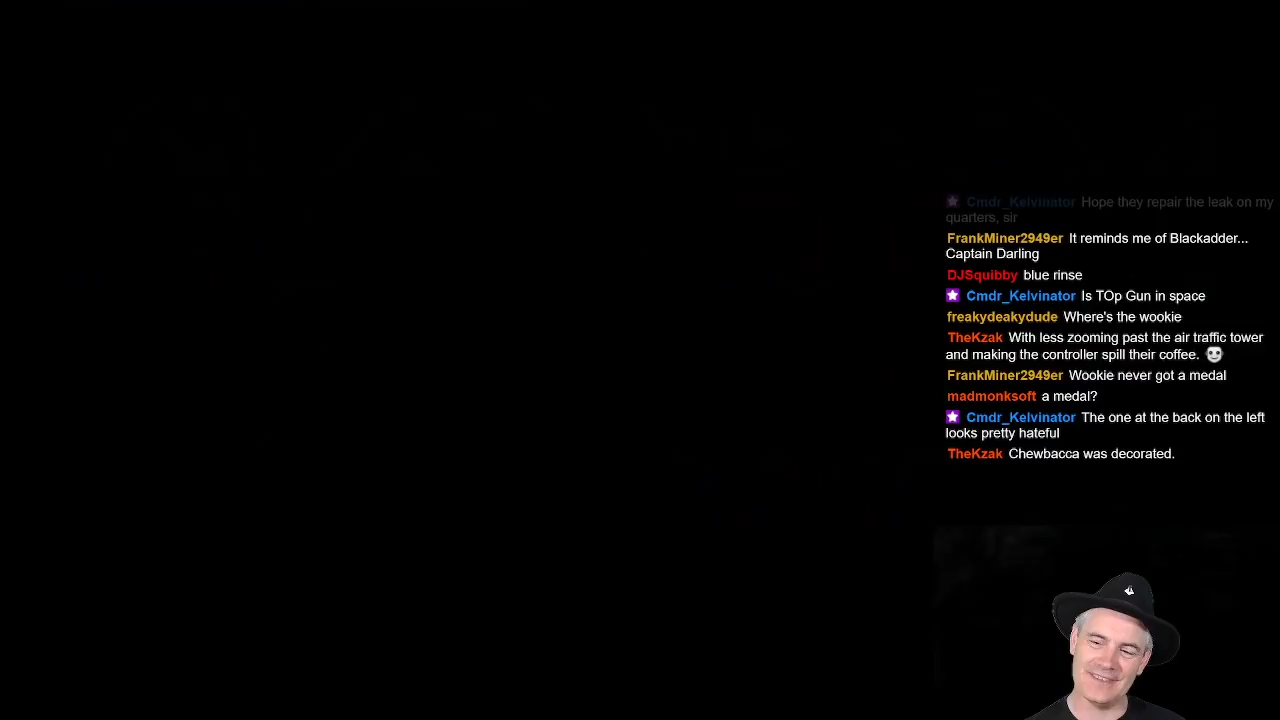 Cmdr_Kelvinator Hope they repair the leak on my
quarters, sir
FrankMiner2949er It reminds me of Blackadder...
Captain Darling
DJSquibby blue rinse
Cmdr_Kelvinator Is TOp Gun in space
freakydeakydude Where's the wookie
TheKzak With less zooming past the air traffic tower
and making the controller spill their coffee.
FrankMiner2949er Wookie never got a medal
madmonksoft a medal?
Cmdr_Kelvinator The one at the back on the left
looks pretty hateful
TheKzak Chewbacca was decorated.